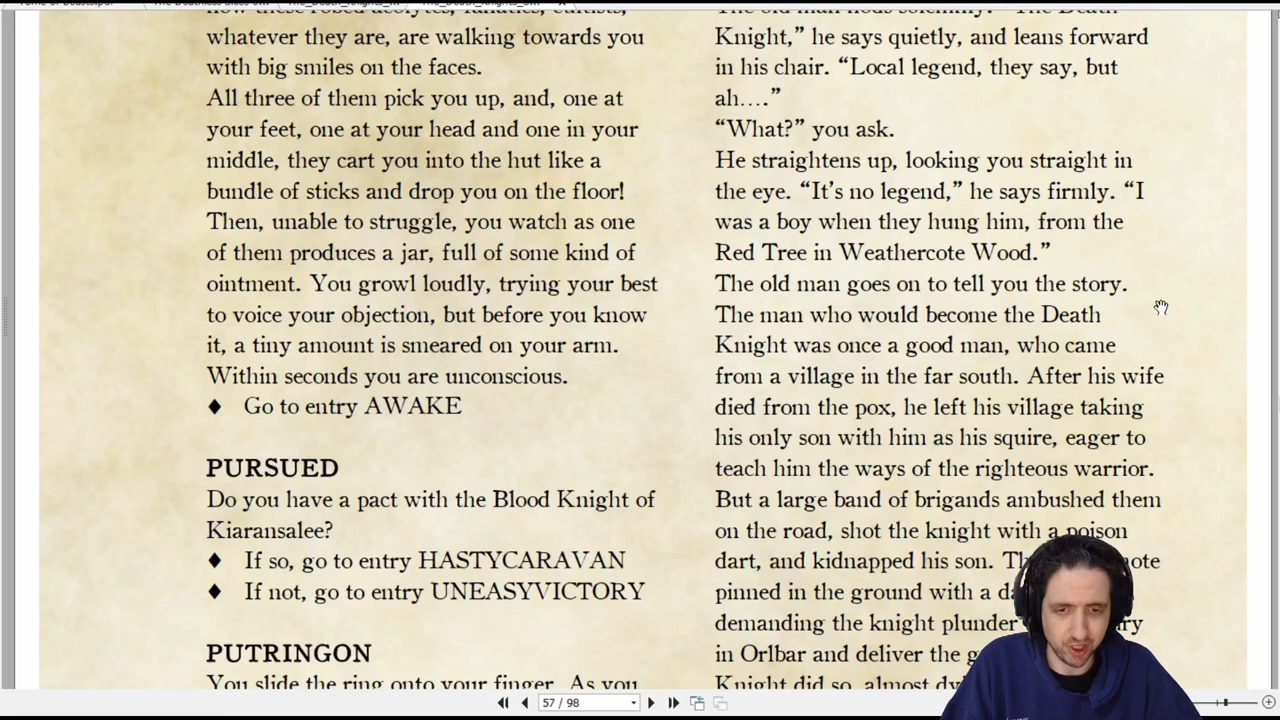 whatever they are, are walking towards you
with big smiles on the faces.
All three of them pick you up, and, one at
your feet, one at your head and one in your
middle, they cart you into the hut like a
bundle of sticks and drop you on the floor!
Then, unable to struggle, you watch as one
of them produces a jar, full of some kind of
ointment. You growl loudly, trying your best
to voice your objection, but before you know
it, a tiny amount is smeared on your arm.
Within seconds you are unconscious.
♦ Go to entry AWAKE
PURSUED
Do you have a pact with the Blood Knight of
Kiaransalee?
♦ If so, go to entry HASTYCARAVAN
♦ If not, go to entry UNEASYVICTORY
PUTRINGON
You slide the ring onto your finger. As you
Knight,” he says quietly, and leans forward
in his chair. “Local legend, they say, but
ah….”
“What?” you ask.
He straightens up, looking you straight in
the eye. “It’s no legend,” he says firmly. “I
was a boy when they hung him, from the
Red Tree in Weathercote Wood.”
The old man goes on to tell you the story.
The man who would become the Death
Knight was once a good man, who came
from a village in the far south. After his wife
died from the pox, he left his village taking
his only son with him as his squire, eager to
teach him the ways of the righteous warrior.
But a large band of brigands ambushed them
on the road, shot the knight with a poison
dart, and kidnapped his son.
pinned in the ground with a
demanding the knight plunder
in Orlbar and deliver the
Knight did so, almost
57 / 98